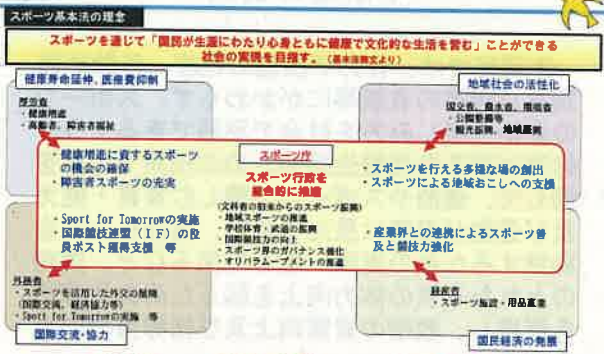 スポーツ基本法の理念
スポーツを通じて「国民が生涯にわたり心身ともに健康で文化的な生活を営む」ことができる
社会の実現を目指す。（基本法前文より）
健康寿命延伸、医療費抑制
地域社会の活性化
厚労省
・健康増進
・高齢者、障害者福祉
国交省、農水省、環境省
・公園整備等
・観光振興、地域振興
・健康増進に資するスポーツ
の機会の確保
・障害者スポーツの充実
・Sport for Tomorrowの実施
・国際競技連盟（ＩＦ）の役
員ポスト獲得支援 等
スポーツ庁
スポーツ行政を
総合的に推進
(文科省の旧来からのスポーツ振興)
・地域スポーツの推進
・学校体育・武道の振興
・国際競技力の向上
・スポーツ界のガバナンス強化
・オリパラムーブメントの推進
・スポーツを行える多様な場の創出
・スポーツによる地域おこしへの支援
・産業界との連携によるスポーツ普
及と競技力強化
外務省
・スポーツを活用した外交の展開
(国際交流、経済協力等)
・Sport for Tomorrowの実施 等
経産省
・スポーツ施設・用品産業
国際交流・協力
国民経済の発展